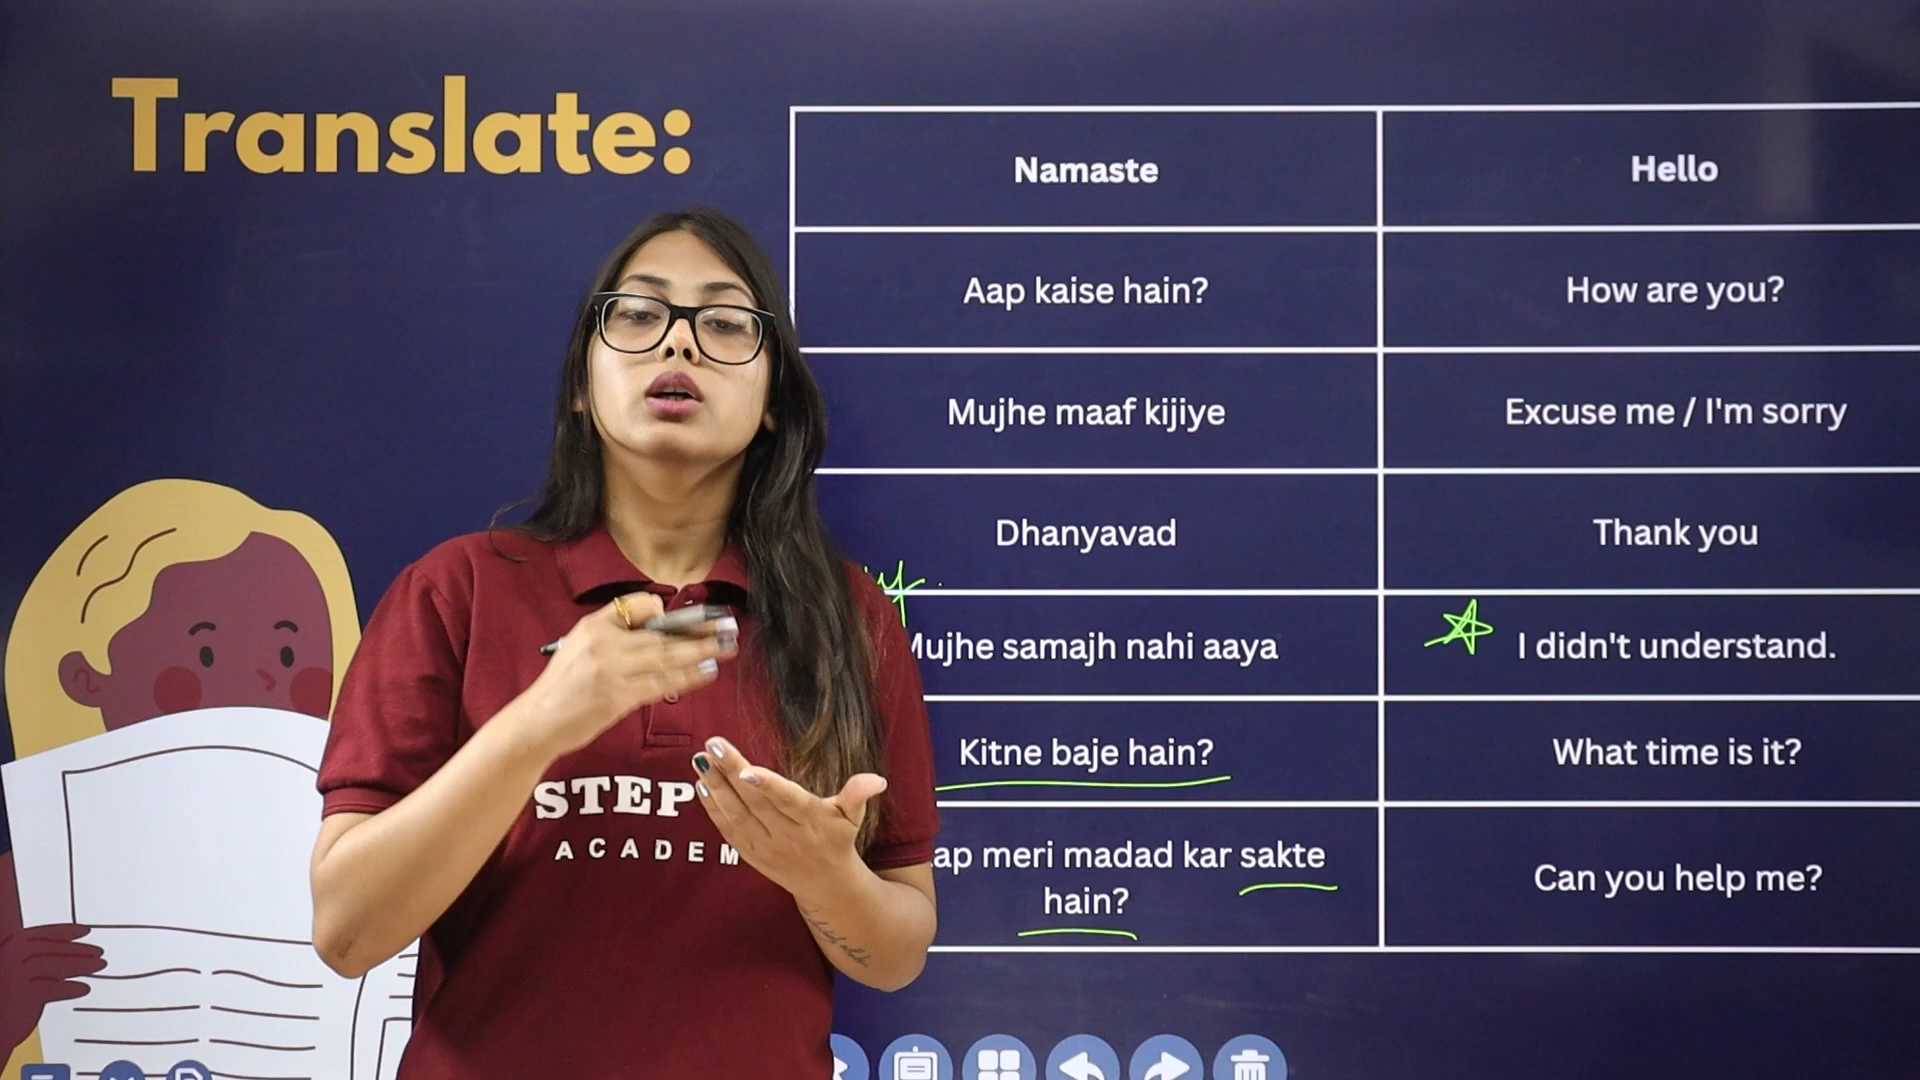 Translate:
Namaste
Hello
Aap kaise hain?
How are you?
Mujhe maaf kijiye
Excuse me / I'm sorry
Dhanyavad
Thank you
Mujhe samajh nahi aaya
I didn't understand.
Kitne baje hain?
What time is it?
ap meri madad kar sakte
hain?
Can you help me?
STEP
ACADEM